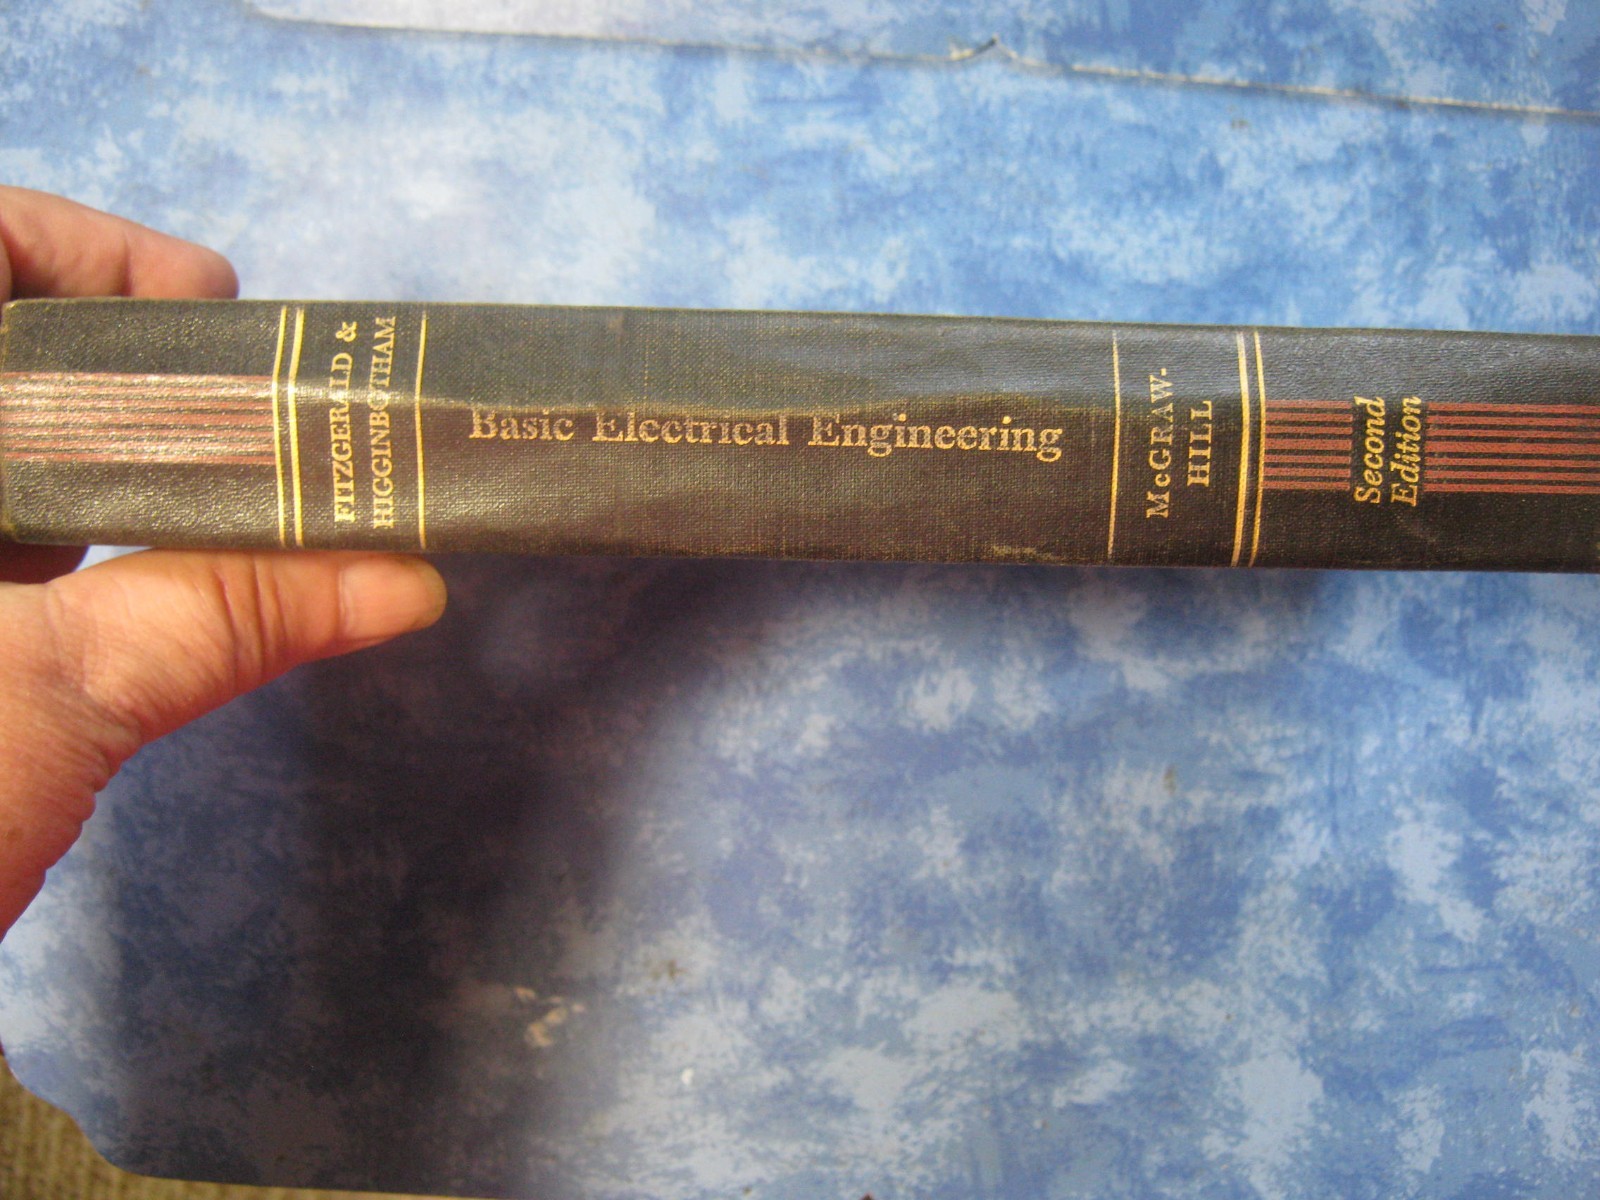 FITZGERALD &
HIGGINBOTHAM
Basic Electrical Engineering
McGRAW-
HILL
Second
Edition